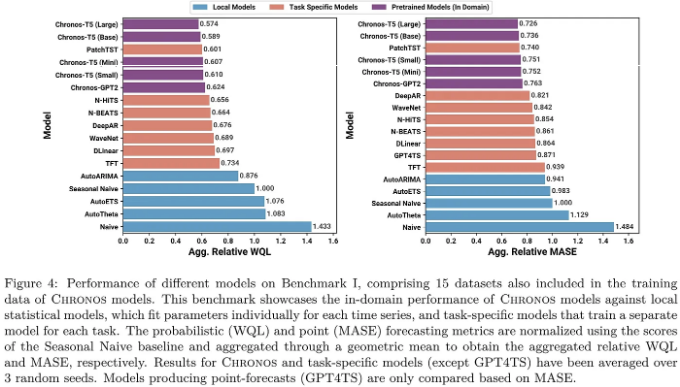 Local Models Task Specific Models Pretrained Models (In Domain)
Chronos-T5 (Large) 0.574
Chronos-T5 (Base) 0.589
PatchTST 0.601
Chronos-T5 (Mini) 0.607
Chronos-T5 (Small) 0.610
Chronos-GPT2 0.624
N-HiTS 0.656
N-BEATS 0.664
DeepAR 0.676
WaveNet 0.689
DLinear 0.697
TFT 0.734
AutoARIMA 0.876
Seasonal Naive 1.000
AutoETS 1.076
AutoTheta 1.083
Naive 1.433
Model
0.0 0.2 0.4 0.6 0.8 1.0 1.2 1.4 1.6
Agg. Relative WQL
Chronos-T5 (Large) 0.726
Chronos-T5 (Base) 0.736
PatchTST 0.740
Chronos-T5 (Small) 0.751
Chronos-T5 (Mini) 0.752
Chronos-GPT2 0.763
DeepAR 0.821
WaveNet 0.842
N-HiTS 0.854
N-BEATS 0.861
DLinear 0.864
GPT4TS 0.871
TFT 0.939
AutoARIMA 0.941
AutoETS 0.983
Seasonal Naive 1.000
AutoTheta 1.129
Naive 1.484
Model
0.0 0.2 0.4 0.6 0.8 1.0 1.2 1.4 1.6
Agg. Relative MASE
Figure 4: Performance of different models on Benchmark I, comprising 15 datasets also included in the training
data of CHRONOS models. This benchmark showcases the in-domain performance of CHRONOS models against local
statistical models, which fit parameters individually for each time series, and task-specific models that train a separate
model for each task. The probabilistic (WQL) and point (MASE) forecasting metrics are normalized using the scores
of the Seasonal Naive baseline and aggregated through a geometric mean to obtain the aggregated relative WQL
and MASE, respectively. Results for CHRONOS and task-specific models (except GPT4TS) have been averaged over
3 random seeds. Models producing point-forecasts (GPT4TS) are only compared based on MASE.